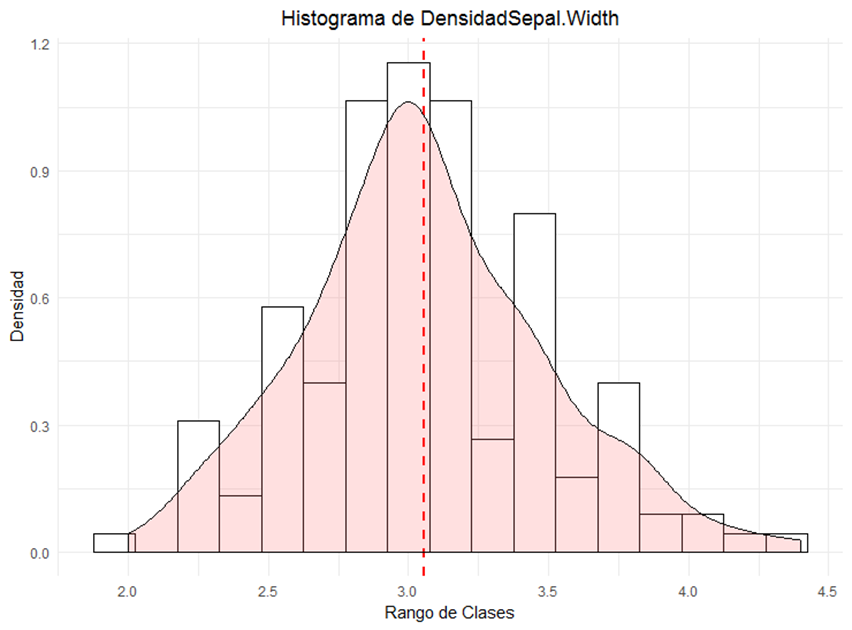 Histograma de DensidadSepal.Width
1.2
0.9
0.6
0.3
0.0
Densidad
2.0 2.5 3.0 3.5 4.0 4.5
Rango de Clases